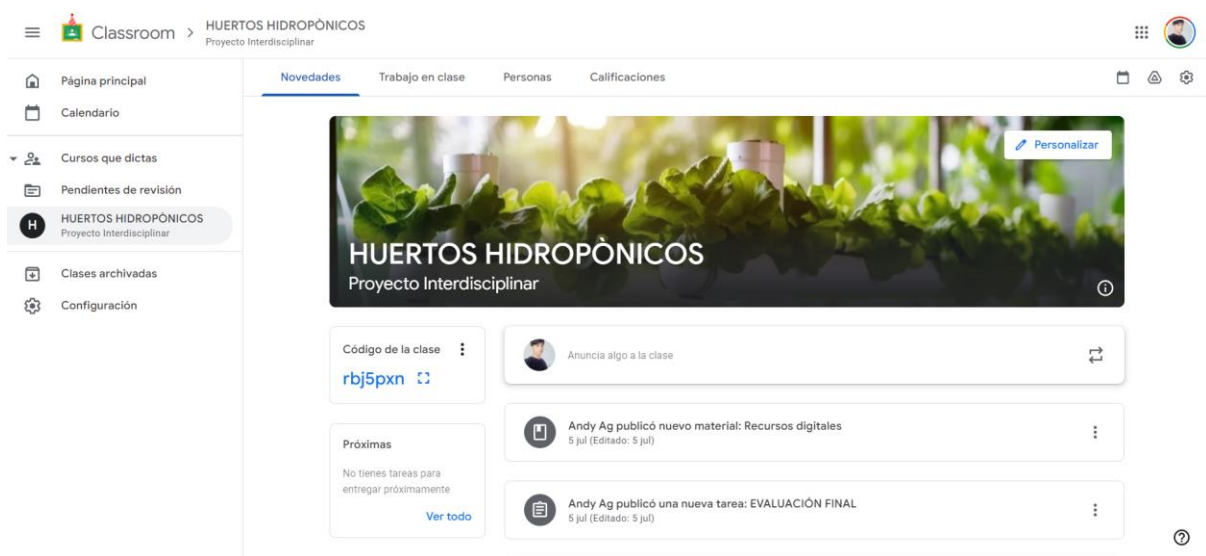 Classroom > HUERTOS HIDROPÒNICOS
Proyecto Interdisciplinar
Página principal
Calendario
Cursos que dictas
Pendientes de revisión
H HUERTOS HIDROPÒNICOS
Proyecto Interdisciplinar
Clases archivadas
Configuración
Novedades Trabajo en clase Personas Calificaciones
Personalizar
HUERTOS HIDROPÒNICOS
Proyecto Interdisciplinar
Código de la clase
rbj5pxn
Próximas
No tienes tareas para
entregar próximamente
Ver todo
Anuncia algo a la clase
Andy Ag publicó nuevo material: Recursos digitales
5 jul (Editado: 5 jul)
Andy Ag publicó una nueva tarea: EVALUACIÓN FINAL
5 jul (Editado: 5 jul)